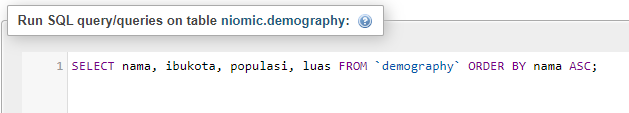 Run SQL query/queries on table niomic.demography:
1 SELECT nama, ibukota, populasi, luas FROM `demography` ORDER BY nama ASC;